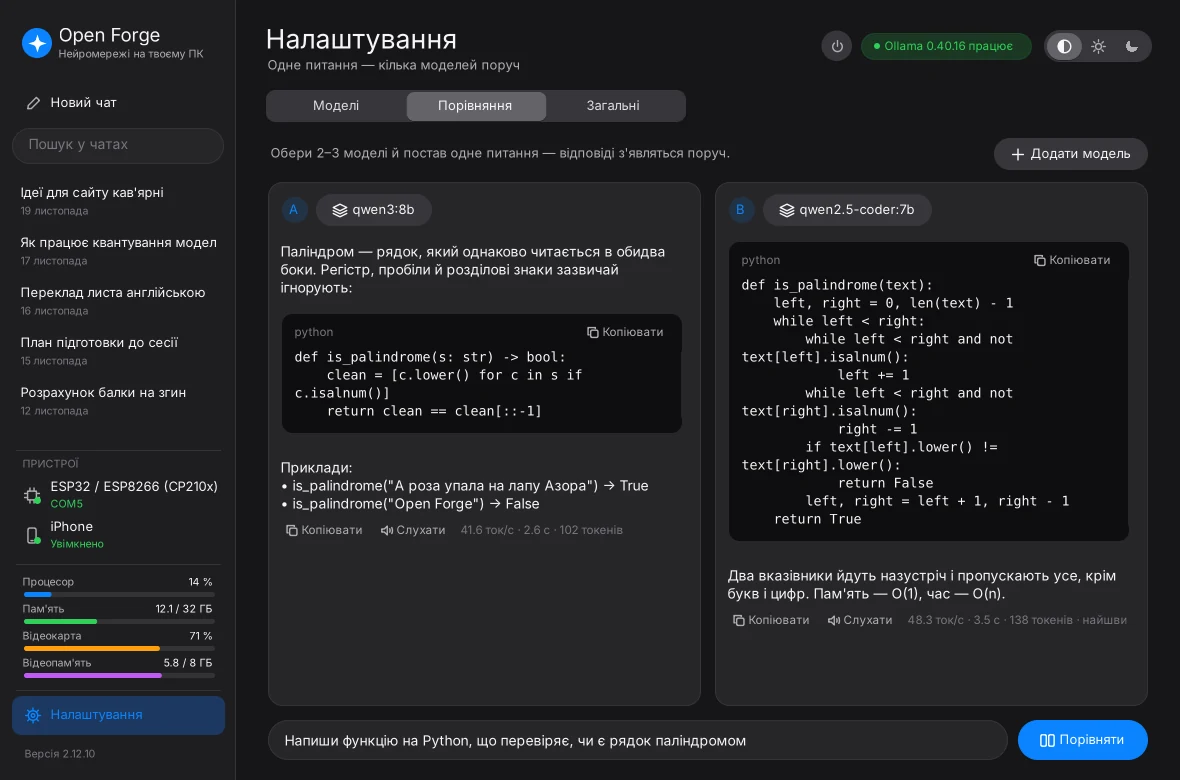 Open Forge
Нейромережі на твоєму ПК
Новий чат
Пошук у чатах
Ідеї для сайту кав'ярні
19 листопада
Як працює квантування модел
17 листопада
Переклад листа англійською
16 листопада
План підготовки до сесії
15 листопада
Розрахунок балки на згин
12 листопада
ПРИСТРОЇ
ESP32 / ESP8266 (CP210x)
COM5
iPhone
Увімкнено
Процесор 14 %
Пам'ять 12.1 / 32 ГБ
Відеокарта 71 %
Відеопам'ять 5.8 / 8 ГБ
Налаштування
Версія 2.12.10
Налаштування
Одне питання — кілька моделей поруч
Ollama 0.40.16 працює
Моделі Порівняння Загальні
Обери 2–3 моделі й постав одне питання — відповіді з'являться поруч.
Додати модель
A qwen3:8b
Паліндром — рядок, який однаково читається в обидва
боки. Регістр, пробіли й розділові знаки зазвичай
ігнорують:
python Копіювати
def is_palindrome(s: str) -> bool:
    clean = [c.lower() for c in s if
c.isalnum()]
    return clean == clean[::-1]
Приклади:
• is_palindrome("А роза упала на лапу Азора") → True
• is_palindrome("Open Forge") → False
Копіювати Слухати 41.6 ток/с · 2.6 с · 102 токенів
B qwen2.5-coder:7b
python Копіювати
def is_palindrome(text):
    left, right = 0, len(text) - 1
    while left < right:
        while left < right and not
text[left].isalnum():
            left += 1
        while left < right and not
text[right].isalnum():
            right -= 1
        if text[left].lower() !=
text[right].lower():
            return False
        left, right = left + 1, right - 1
    return True
Два вказівники йдуть назустріч і пропускають усе, крім
букв і цифр. Пам'ять — O(1), час — O(n).
Копіювати Слухати 48.3 ток/с · 3.5 с · 138 токенів · найшви
Напиши функцію на Python, що перевіряє, чи є рядок паліндромом
Порівняти